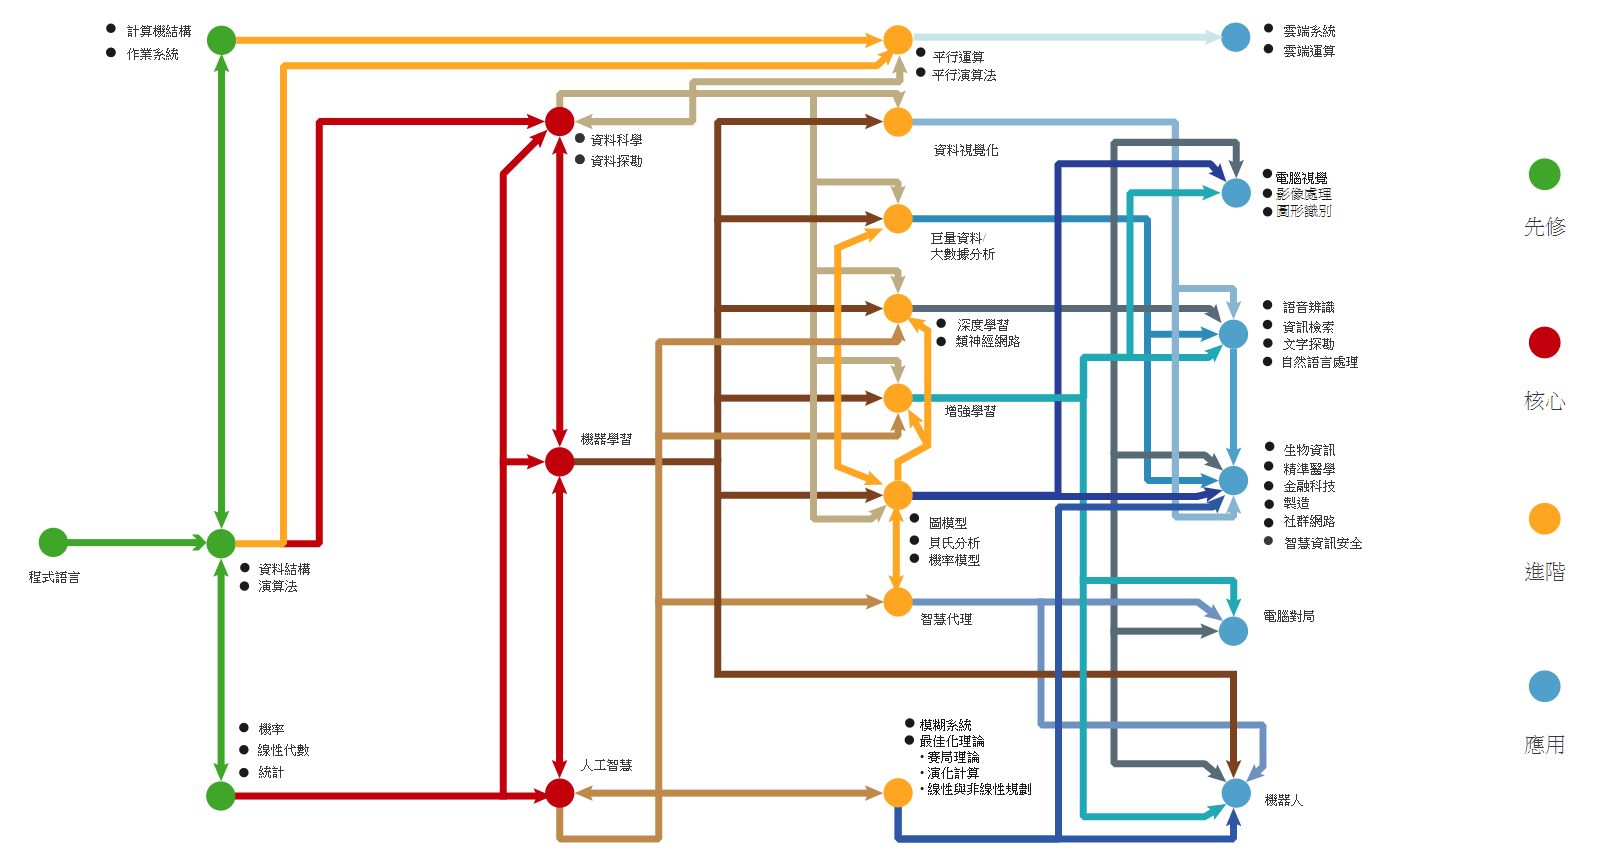 計算機結構
作業系統
程式語言
資料結構
演算法
機率
線性代數
統計
資料科學
資料探勘
機器學習
人工智慧
平行運算
平行演算法
資料視覺化
巨量資料/
大數據分析
深度學習
類神經網路
增強學習
圖模型
貝氏分析
機率模型
智慧代理
模糊系統
最佳化理論
・賽局理論
・演化計算
・線性與非線性規劃
雲端系統
雲端運算
電腦視覺
影像處理
圖形識別
語音辨識
資訊檢索
文字探勘
自然語言處理
生物資訊
精準醫學
金融科技
製造
社群網路
智慧資訊安全
電腦對局
機器人
先修
核心
進階
應用